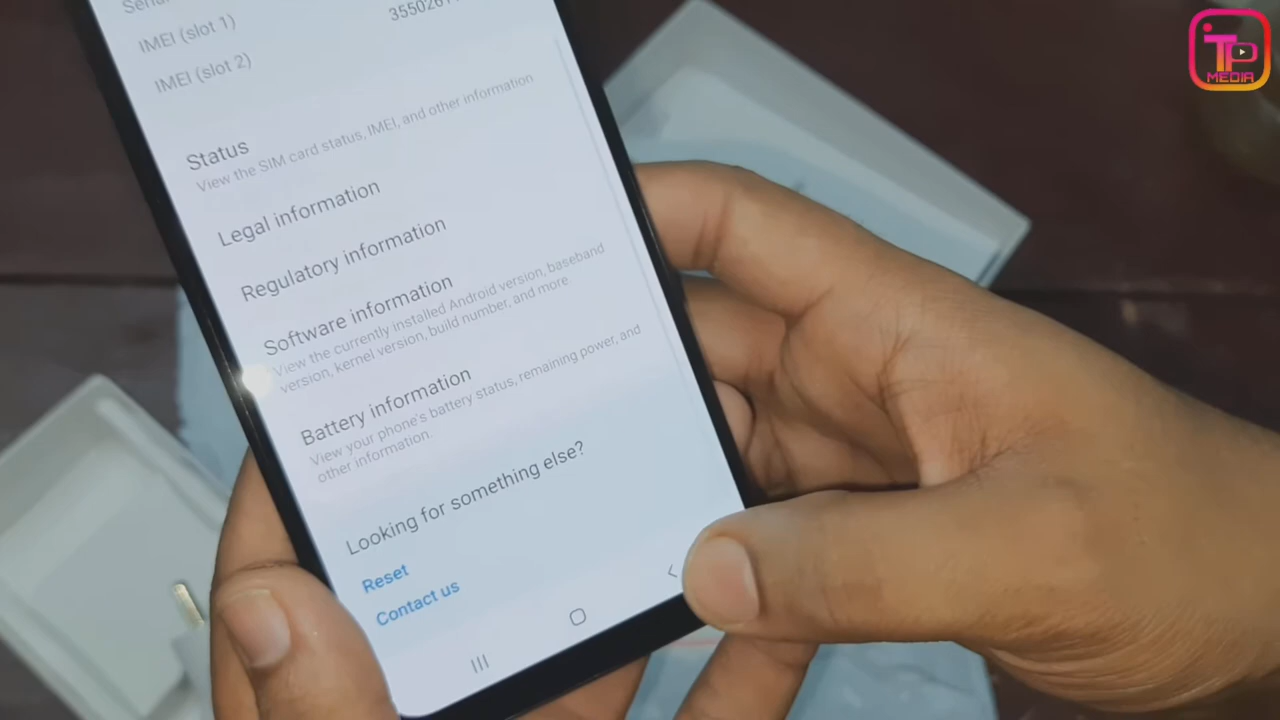 IMEI (slot 1)
IMEI (slot 2)
Status
View the SIM card status, IMEI, and other information
Legal information
Regulatory information
Software information
View the currently installed Android version, baseband
version, kernel version, build number, and more
Battery information
View your phone's battery status, remaining power, and
other information.
Looking for something else?
Reset
Contact us
TP
MEDIA